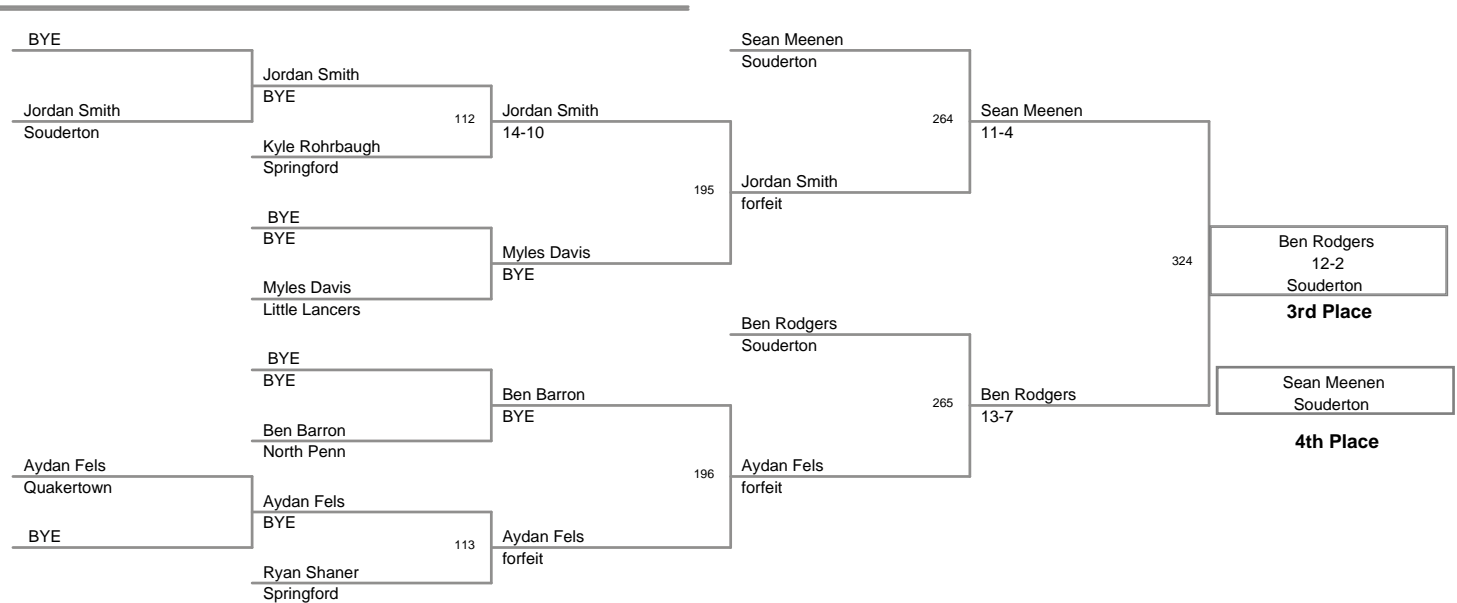 BYE
Jordan Smith
Souderton
Jordan Smith
BYE
112
Kyle Rohrbaugh
Springford
Jordan Smith
14-10
BYE
BYE
Myles Davis
Little Lancers
Myles Davis
BYE
195
Sean Meenen
Souderton
Jordan Smith
forfeit
264
Sean Meenen
11-4
BYE
BYE
Ben Barron
North Penn
Ben Barron
BYE
Aydan Fels
Quakertown
BYE
Aydan Fels
BYE
113
Ryan Shaner
Springford
Aydan Fels
forfeit
196
Ben Rodgers
Souderton
Aydan Fels
forfeit
265
Ben Rodgers
13-7
324
Ben Rodgers
12-2
Souderton
3rd Place
Sean Meenen
Souderton
4th Place